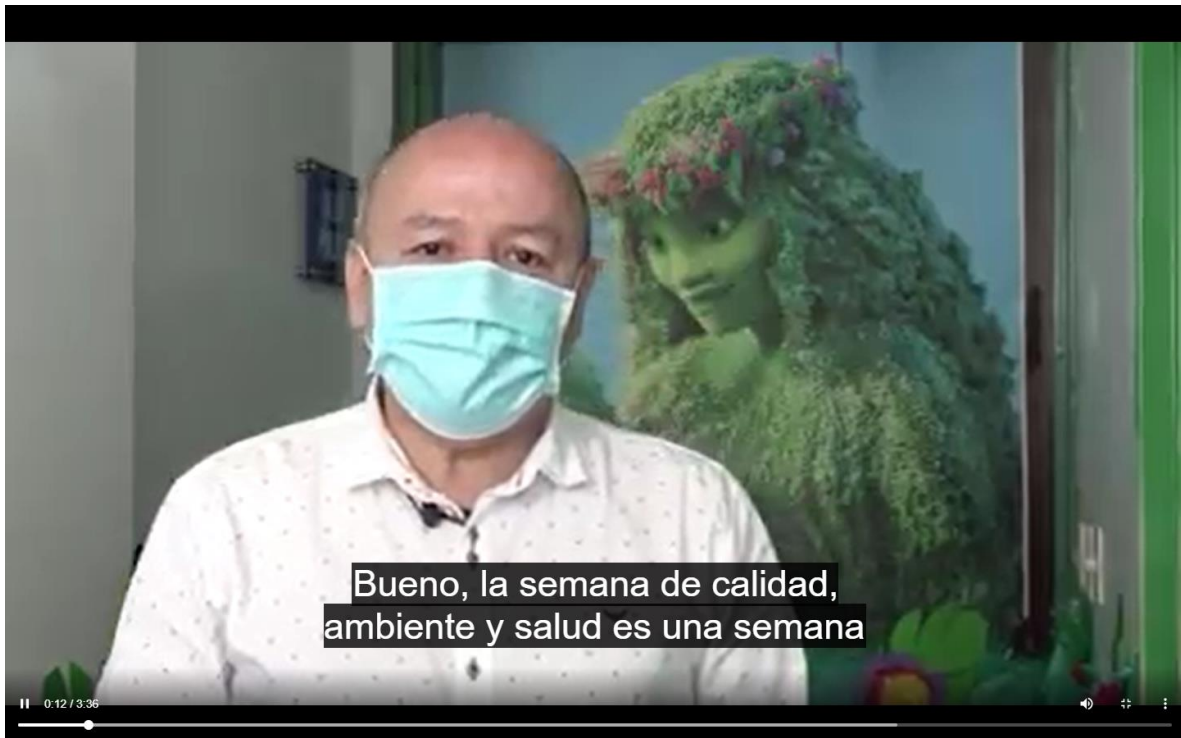 Bueno, la semana de calidad,
ambiente y salud es una semana
0:12 / 3:36